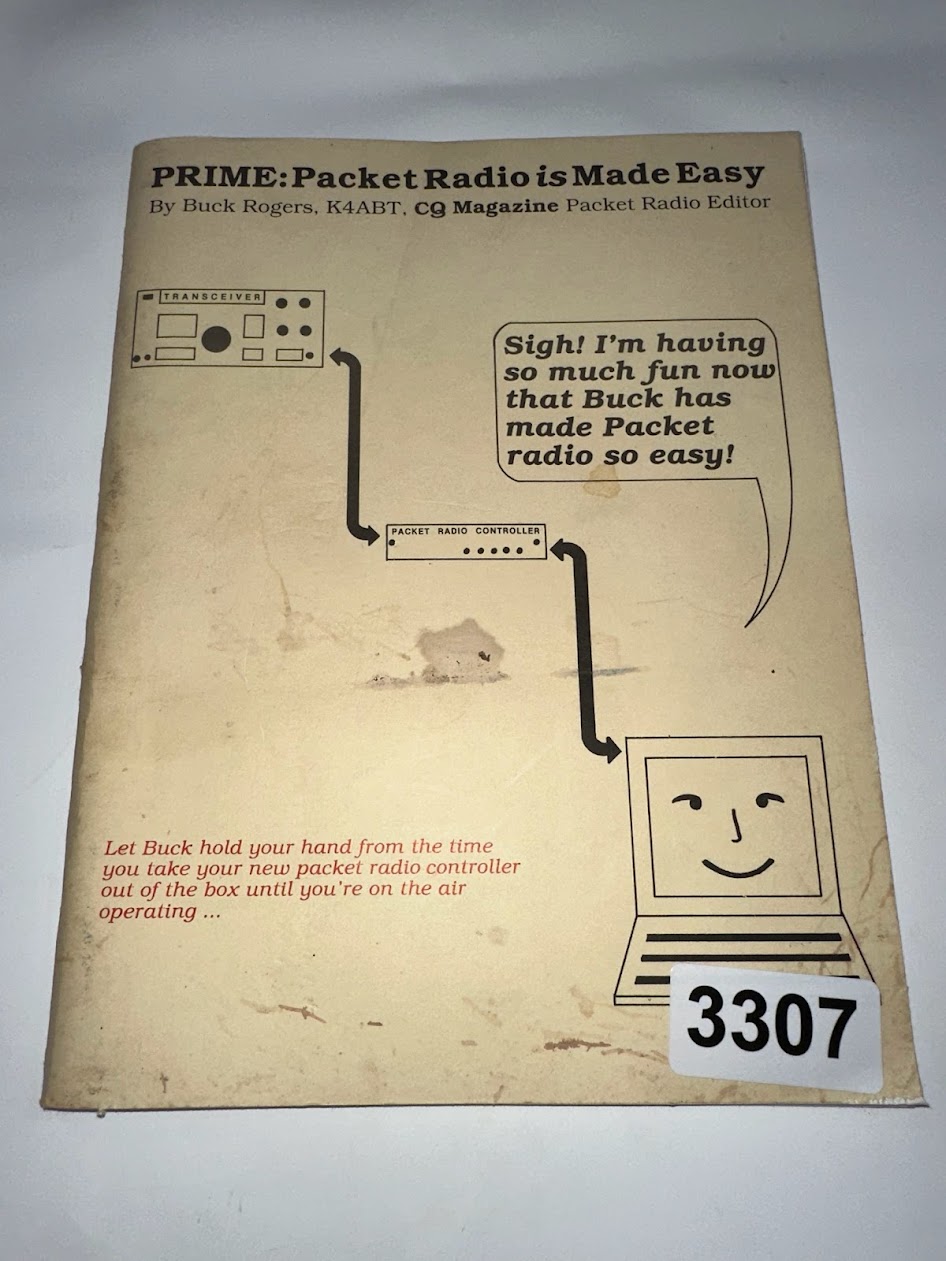 PRIME: Packet Radio is Made Easy
By Buck Rogers, K4ABT, CQ Magazine Packet Radio Editor
TRANSCEIVER
Sigh! I'm having
so much fun now
that Buck has
made Packet
radio so easy!
PACKET RADIO CONTROLLER
Let Buck hold your hand from the time
you take your new packet radio controller
out of the box until you're on the air
operating ...
3307